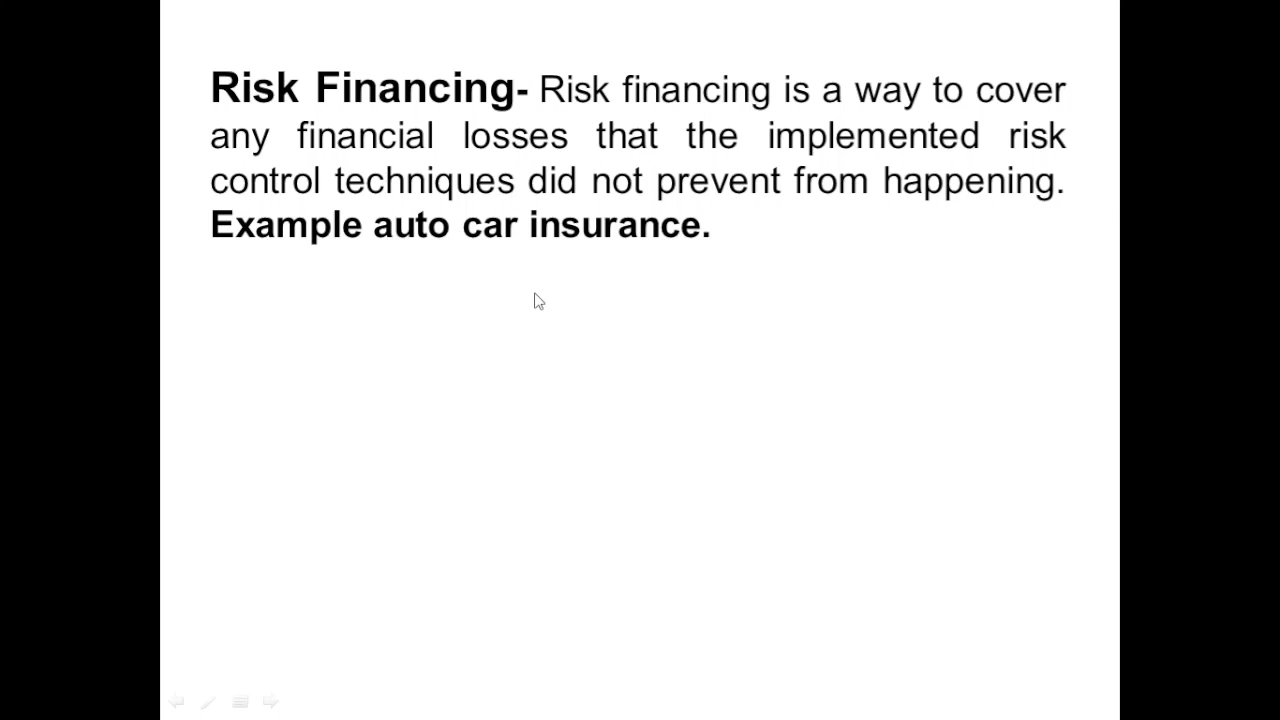 Risk Financing- Risk financing is a way to cover
any financial losses that the implemented risk
control techniques did not prevent from happening.
Example auto car insurance.